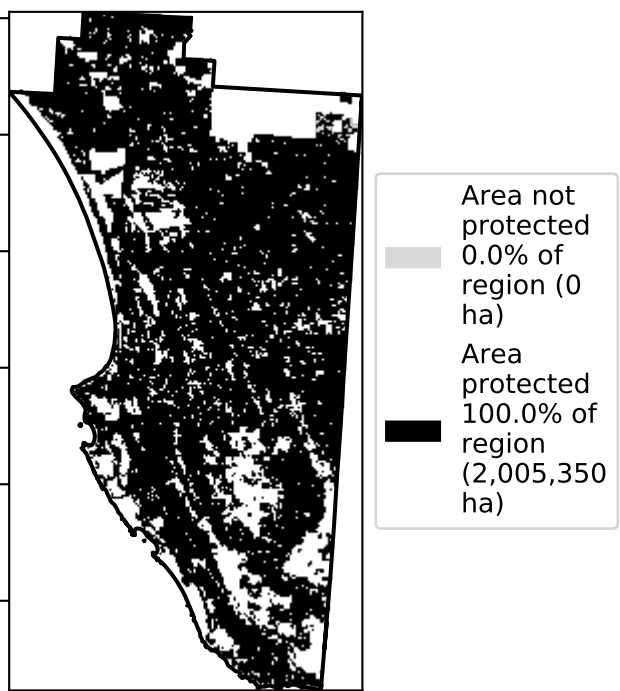 Area not
protected
0.0% of
region (0
ha)
Area
protected
100.0% of
region
(2,005,350
ha)